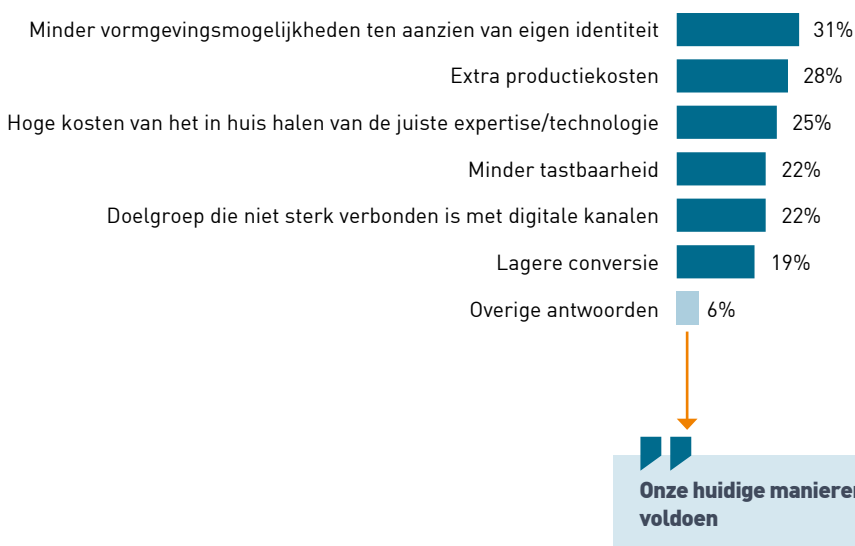 Minder vormgevingsmogelijkheden ten aanzien van eigen identiteit 31%
Extra productiekosten 28%
Hoge kosten van het in huis halen van de juiste expertise/technologie 25%
Minder tastbaarheid 22%
Doelgroep die niet sterk verbonden is met digitale kanalen 22%
Lagere conversie 19%
Overige antwoorden 6%
Onze huidige manieren
voldoen